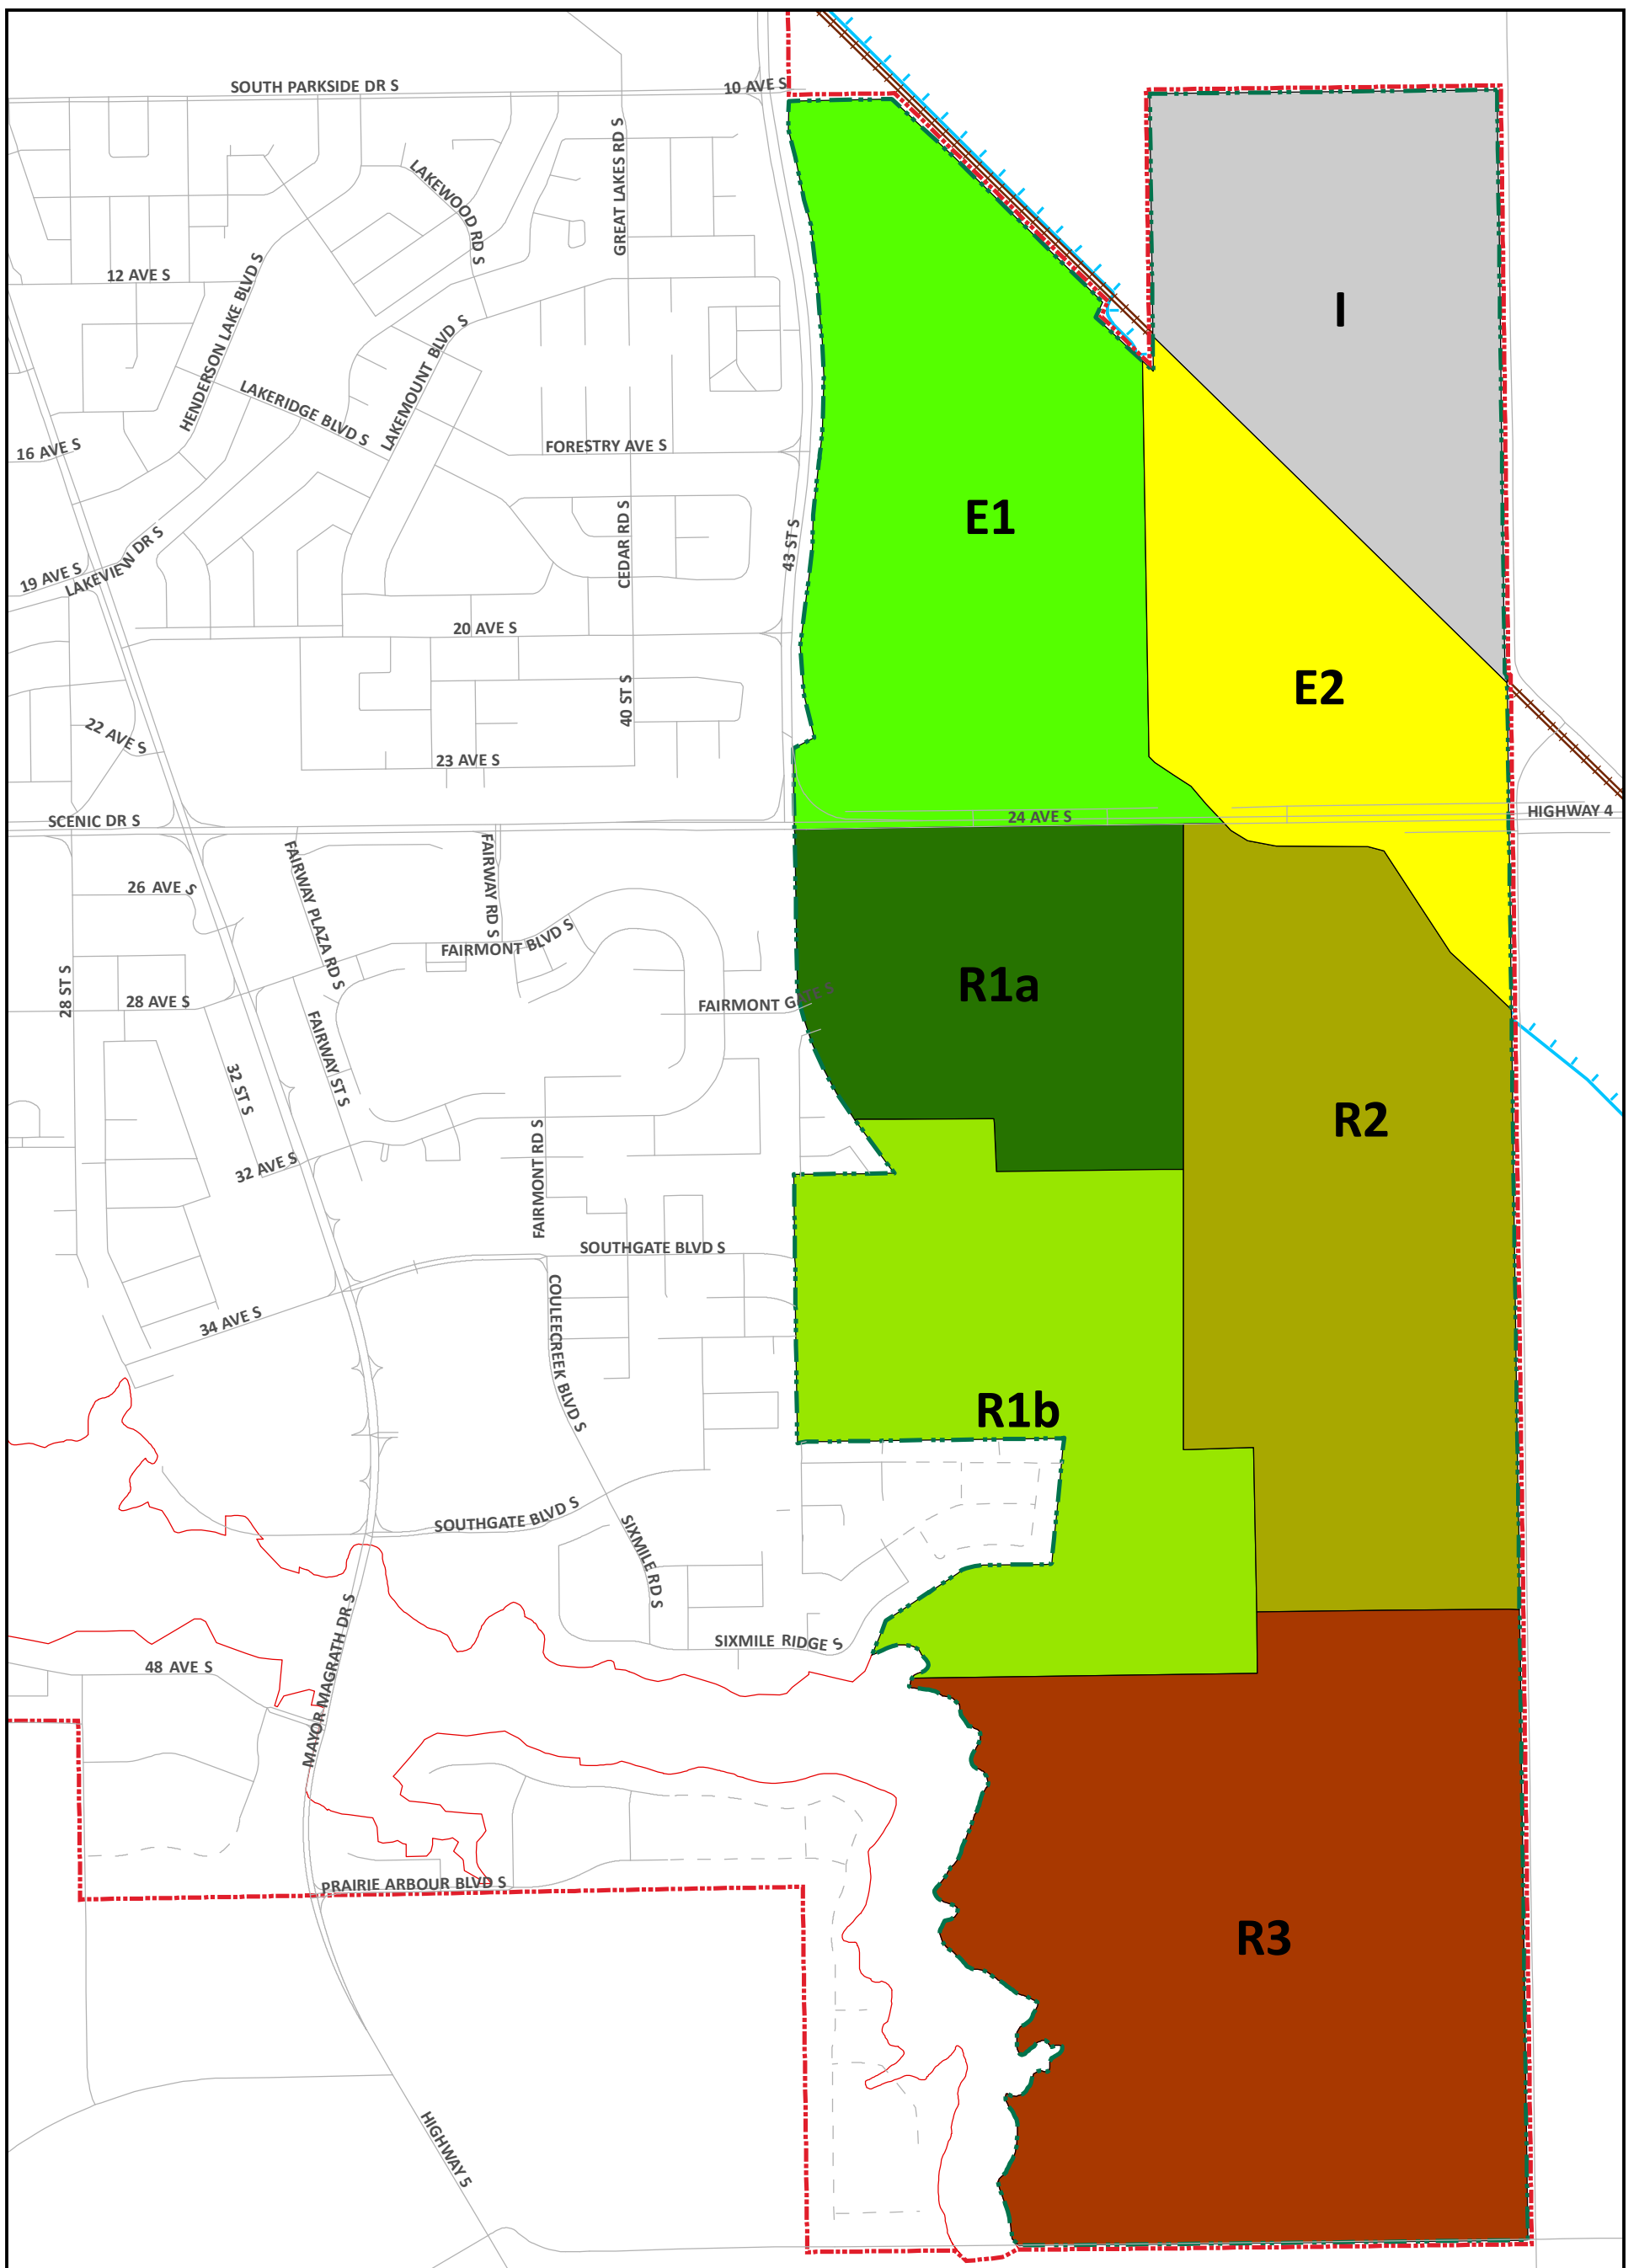 SOUTH PARKSIDE DR S
10 AVE S
LAKEWOOD RD S
GREAT LAKES RD S
12 AVE S
HENDERSON LAKE BLVD S
LAKEMOUNT BLVD S
LAKERIDGE BLVD S
I
16 AVE S
FORESTRY AVE S
E1
CEDAR RD S
43 ST S
19 AVE S
LAKEVIEW DR S
20 AVE S
40 ST S
E2
22 AVE S
23 AVE S
SCENIC DR S
24 AVE S
HIGHWAY 4
FAIRWAY PLAZA RD S
FAIRWAY RD S
26 AVE S
FAIRMONT BLVD S
28 ST S
28 AVE S
FAIRMONT GATE S
R1a
FAIRWAY ST S
32 ST S
R2
32 AVE S
FAIRMONT RD S
SOUTHGATE BLVD S
COULEECREEK BLVD S
34 AVE S
R1b
SOUTHGATE BLVD S
SIXMILE RD S
SIXMILE RIDGE S
48 AVE S
MAYOR MAGRATH DR S
PRAIRIE ARBOUR BLVD S
R3
HIGHWAY 5